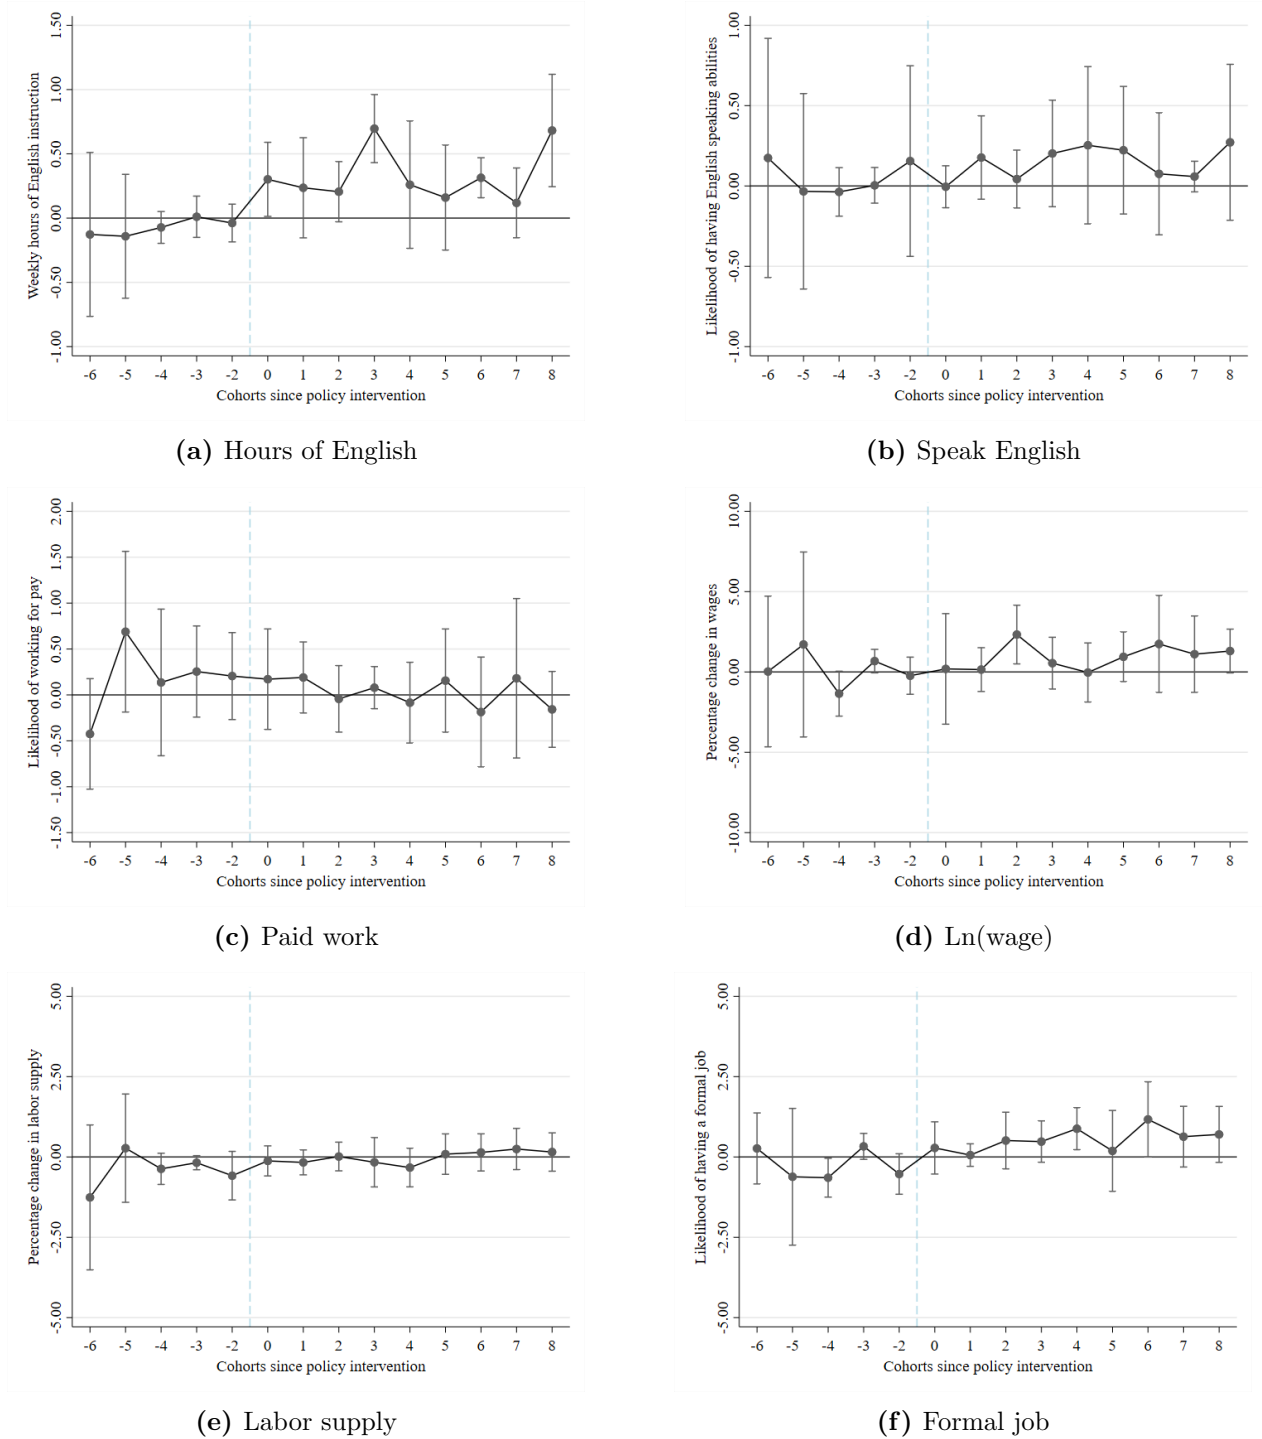 Weekly hours of English instruction
1.50
1.00
0.50
0.00
-0.50
-1.00
-6 -5 -4 -3 -2 0 1 2 3 4 5 6 7 8
Cohorts since policy intervention
(a) Hours of English
Likelihood of having English speaking abilities
1.00
0.50
0.00
-0.50
-1.00
-6 -5 -4 -3 -2 0 1 2 3 4 5 6 7 8
Cohorts since policy intervention
(b) Speak English
Likelihood of working for pay
2.00
1.50
1.00
0.50
0.00
-0.50
-1.00
-1.50
-6 -5 -4 -3 -2 0 1 2 3 4 5 6 7 8
Cohorts since policy intervention
(c) Paid work
Percentage change in wages
10.00
5.00
0.00
-5.00
-10.00
-6 -5 -4 -3 -2 0 1 2 3 4 5 6 7 8
Cohorts since policy intervention
(d) Ln(wage)
Percentage change in labor supply
5.00
2.50
0.00
-2.50
-5.00
-6 -5 -4 -3 -2 0 1 2 3 4 5 6 7 8
Cohorts since policy intervention
(e) Labor supply
Likelihood of having a formal job
5.00
2.50
0.00
-2.50
-5.00
-6 -5 -4 -3 -2 0 1 2 3 4 5 6 7 8
Cohorts since policy intervention
(f) Formal job